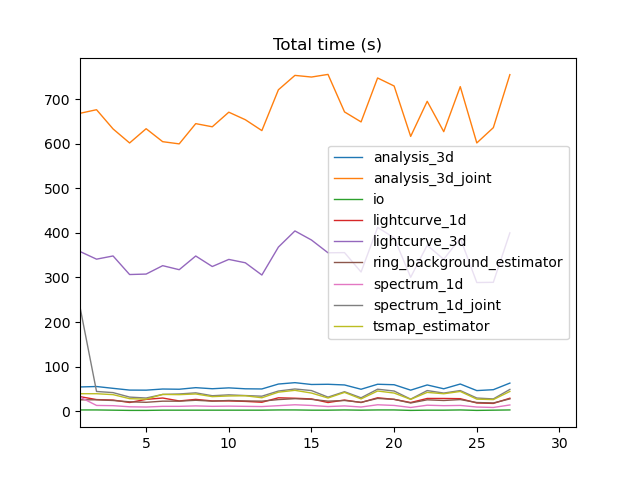 Total time (s)
700
600
500
400
300
200
100
0
analysis_3d
analysis_3d_joint
io
lightcurve_1d
lightcurve_3d
ring_background_estimator
spectrum_1d
spectrum_1d_joint
tsmap_estimator
5 10 15 20 25 30